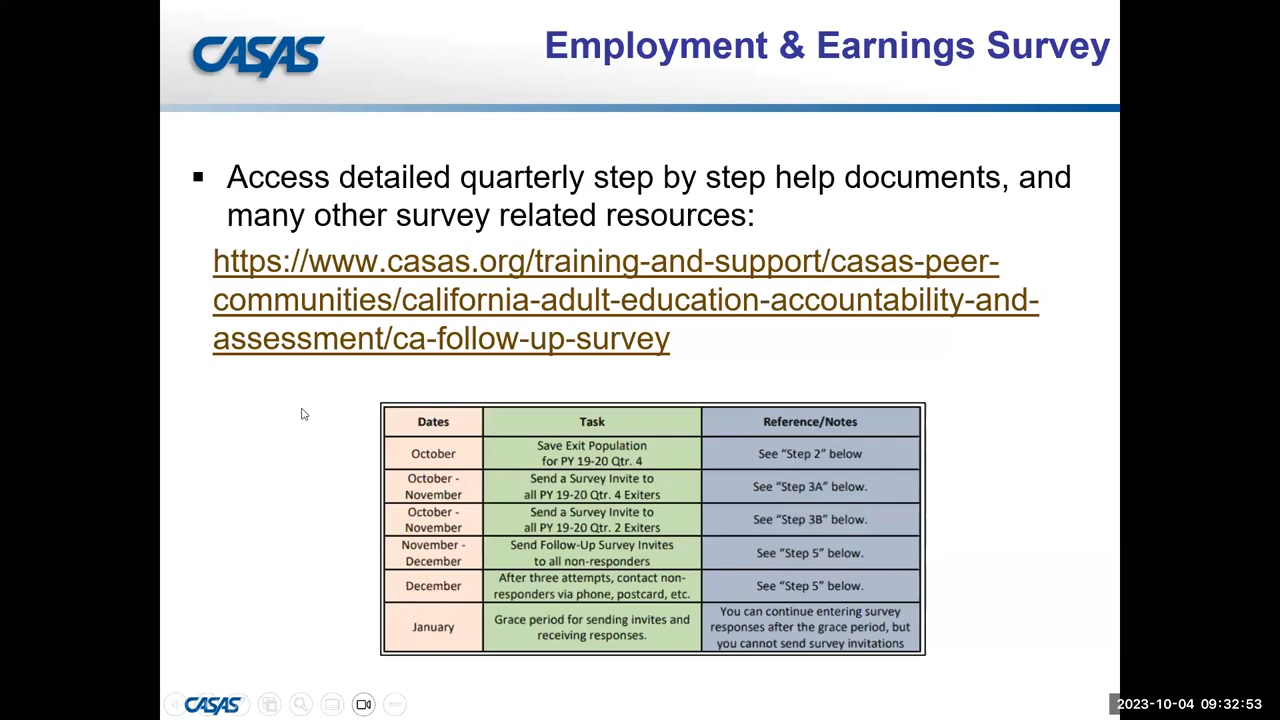 CASAS
Employment & Earnings Survey
▪ Access detailed quarterly step by step help documents, and
many other survey related resources:
https://www.casas.org/training-and-support/casas-peer-
communities/california-adult-education-accountability-and-
assessment/ca-follow-up-survey
Dates Task Reference/Notes
October Save Exit Population
for PY 19-20 Qtr. 4 See “Step 2” below
October -
November Send a Survey Invite to
all PY 19-20 Qtr. 4 Exiters See “Step 3A” below.
October -
November Send a Survey Invite to
all PY 19-20 Qtr. 2 Exiters See “Step 3B” below.
November -
December Send Follow-Up Survey Invites
to all non-responders See “Step 5” below.
December After three attempts, contact non-
responders via phone, postcard, etc. See “Step 5” below.
January Grace period for sending invites and
receiving responses. You can continue entering survey
responses after the grace period, but
you cannot send survey invitations
CASAS
2023-10-04 09:32:53